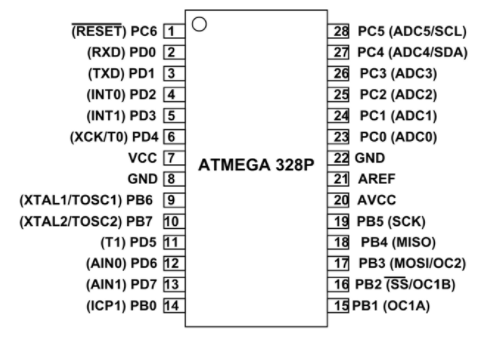 (RESET) PC6 1 28 PC5 (ADC5/SCL)
(RXD) PD0 2 27 PC4 (ADC4/SDA)
(TXD) PD1 3 26 PC3 (ADC3)
(INT0) PD2 4 25 PC2 (ADC2)
(INT1) PD3 5 24 PC1 (ADC1)
(XCK/T0) PD4 6 23 PC0 (ADC0)
VCC 7 22 GND
ATMEGA 328P
GND 8 21 AREF
(XTAL1/TOSC1) PB6 9 20 AVCC
(XTAL2/TOSC2) PB7 10 19 PB5 (SCK)
(T1) PD5 11 18 PB4 (MISO)
(AIN0) PD6 12 17 PB3 (MOSI/OC2)
(AIN1) PD7 13 16 PB2 (SS/OC1B)
(ICP1) PB0 14 15 PB1 (OC1A)